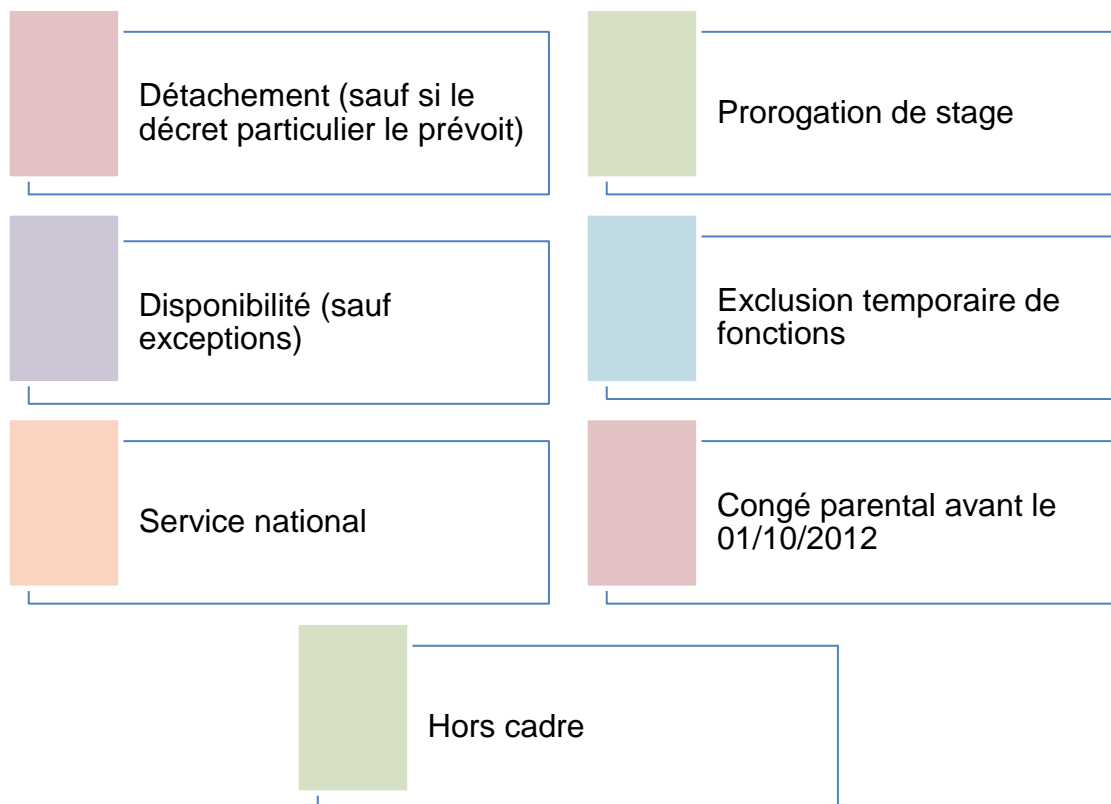 Détachement (sauf si le
décret particulier le prévoit)
Prorogation de stage
Disponibilité (sauf
exceptions)
Exclusion temporaire de
fonctions
Service national
Congé parental avant le
01/10/2012
Hors cadre